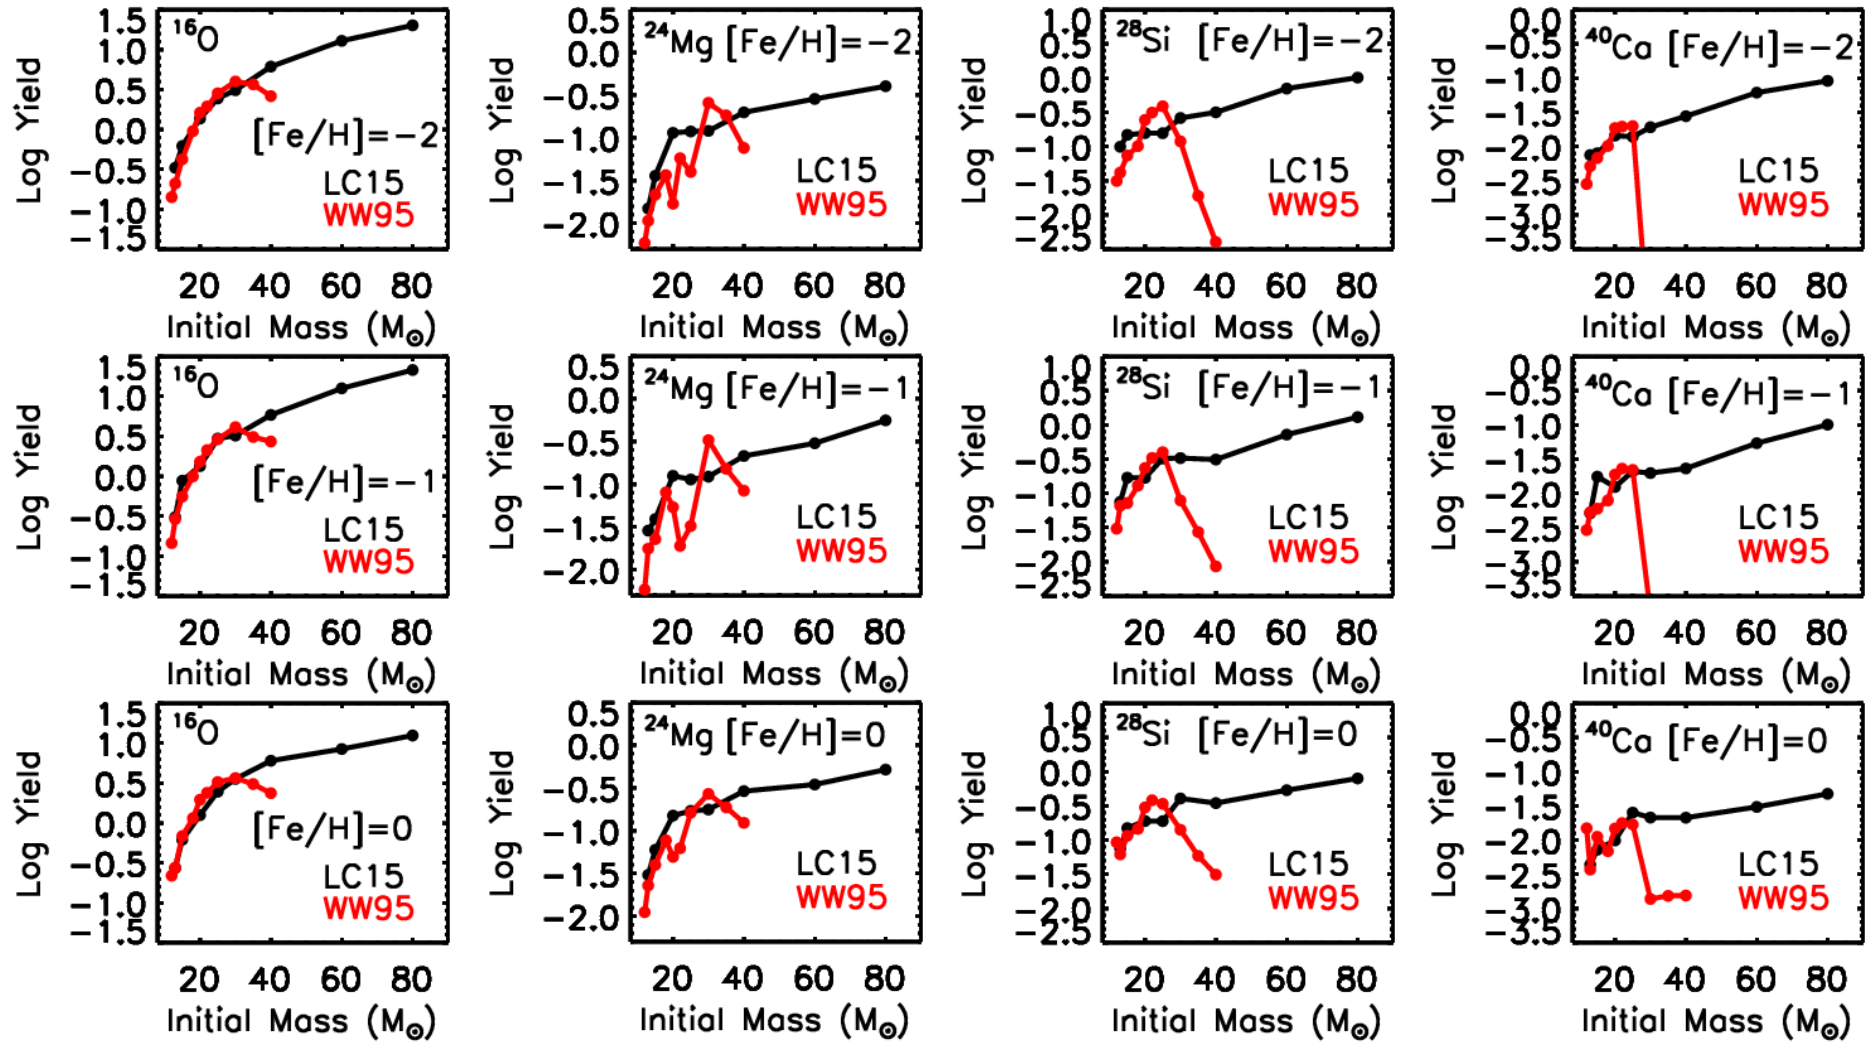 1.5
1.0
0.5
0.0
−0.5
−1.0
−1.5
Log Yield
¹⁶O
[Fe/H]=−2
LC15
WW95
20 40 60 80
Initial Mass (M☉)
0.5
0.0
−0.5
−1.0
−1.5
−2.0
Log Yield
²⁴Mg [Fe/H]=−2
LC15
WW95
20 40 60 80
Initial Mass (M☉)
1.0
0.5
0.0
−0.5
−1.0
−1.5
−2.0
−2.5
Log Yield
²⁸Si [Fe/H]=−2
LC15
WW95
20 40 60 80
Initial Mass (M☉)
0.0
−0.5
−1.0
−1.5
−2.0
−2.5
−3.0
−3.5
Log Yield
⁴⁰Ca [Fe/H]=−2
LC15
WW95
20 40 60 80
Initial Mass (M☉)
1.5
1.0
0.5
0.0
−0.5
−1.0
−1.5
Log Yield
¹⁶O
[Fe/H]=−1
LC15
WW95
20 40 60 80
Initial Mass (M☉)
0.5
0.0
−0.5
−1.0
−1.5
−2.0
Log Yield
²⁴Mg [Fe/H]=−1
LC15
WW95
20 40 60 80
Initial Mass (M☉)
1.0
0.5
0.0
−0.5
−1.0
−1.5
−2.0
−2.5
Log Yield
²⁸Si [Fe/H]=−1
LC15
WW95
20 40 60 80
Initial Mass (M☉)
0.0
−0.5
−1.0
−1.5
−2.0
−2.5
−3.0
−3.5
Log Yield
⁴⁰Ca [Fe/H]=−1
LC15
WW95
20 40 60 80
Initial Mass (M☉)
1.5
1.0
0.5
0.0
−0.5
−1.0
−1.5
Log Yield
¹⁶O
[Fe/H]=0
LC15
WW95
20 40 60 80
Initial Mass (M☉)
0.5
0.0
−0.5
−1.0
−1.5
−2.0
Log Yield
²⁴Mg [Fe/H]=0
LC15
WW95
20 40 60 80
Initial Mass (M☉)
1.0
0.5
0.0
−0.5
−1.0
−1.5
−2.0
−2.5
Log Yield
²⁸Si [Fe/H]=0
LC15
WW95
20 40 60 80
Initial Mass (M☉)
0.0
−0.5
−1.0
−1.5
−2.0
−2.5
−3.0
−3.5
Log Yield
⁴⁰Ca [Fe/H]=0
LC15
WW95
20 40 60 80
Initial Mass (M☉)